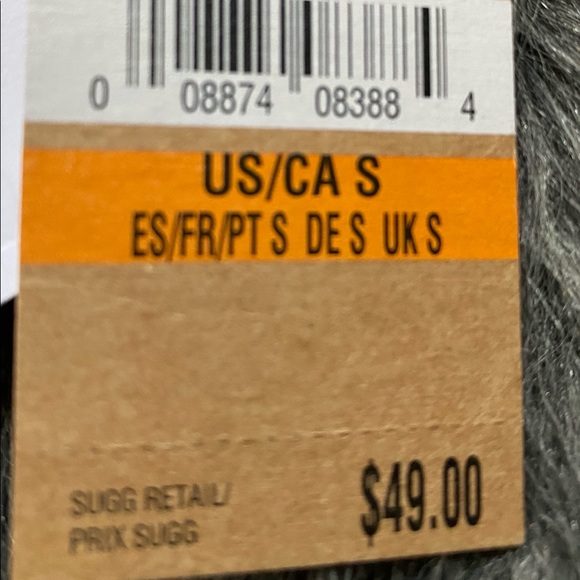 0 08874 08388 4
US/CA S
ES/FR/PT S DE S UK S
SUGG RETAIL/
PRIX SUGG
$49.00